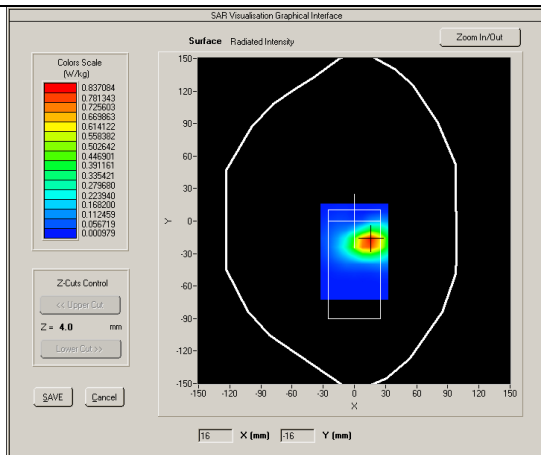 SAR Visualisation Graphical Interface
Surface Radiated Intensity
Zoom In/Out
Colors Scale
(W/kg)
0.837084
0.781343
0.725603
0.669863
0.614122
0.558382
0.502642
0.446901
0.391161
0.335421
0.279680
0.223940
0.168200
0.112459
0.056719
0.000979
Z-Cuts Control
<< Upper Cut
Z = 4.0 mm
Lower Cut >>
SAVE Cancel
150
120
90
60
30
0
-30
-60
-90
-120
-150
Y
-150 -120 -90 -60 -30 0 30 60 90 120 150
X
16 X (mm) -16 Y (mm)